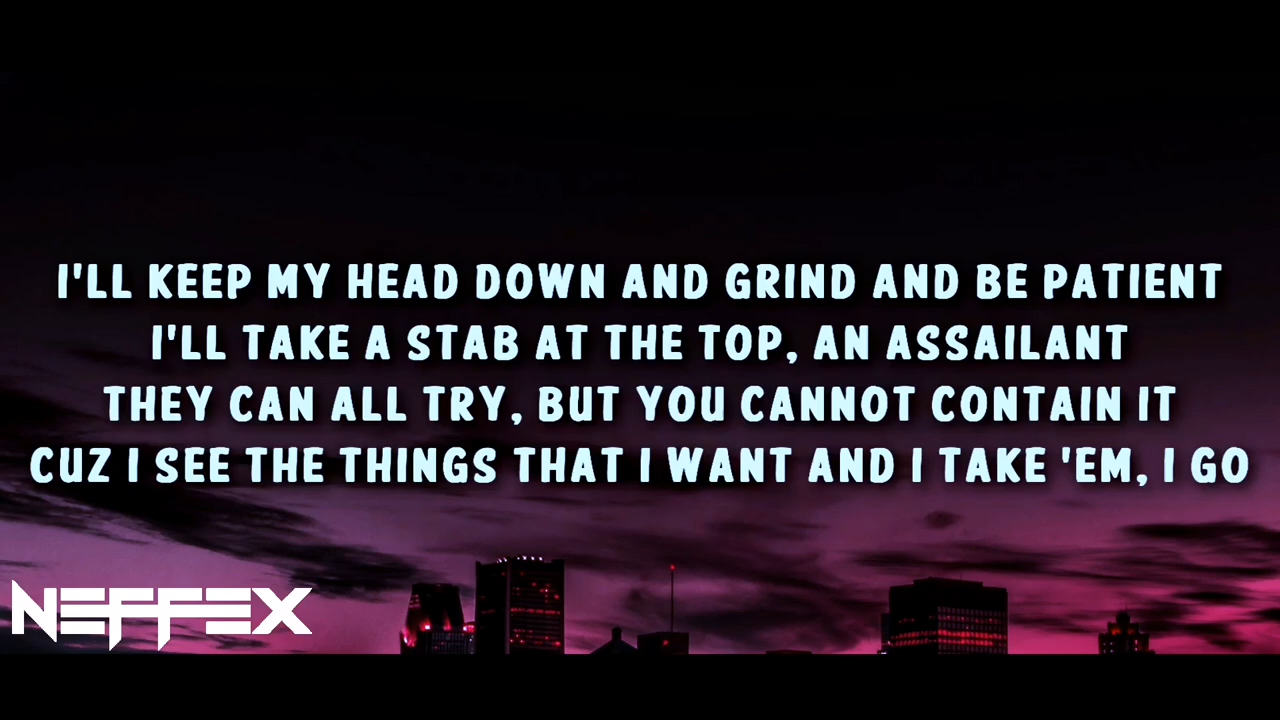 I'LL KEEP MY HEAD DOWN AND GRIND AND BE PATIENT
I'LL TAKE A STAB AT THE TOP, AN ASSAILANT
THEY CAN ALL TRY, BUT YOU CANNOT CONTAIN IT
CUZ I SEE THE THINGS THAT I WANT AND I TAKE 'EM, I GO
NEFFEX